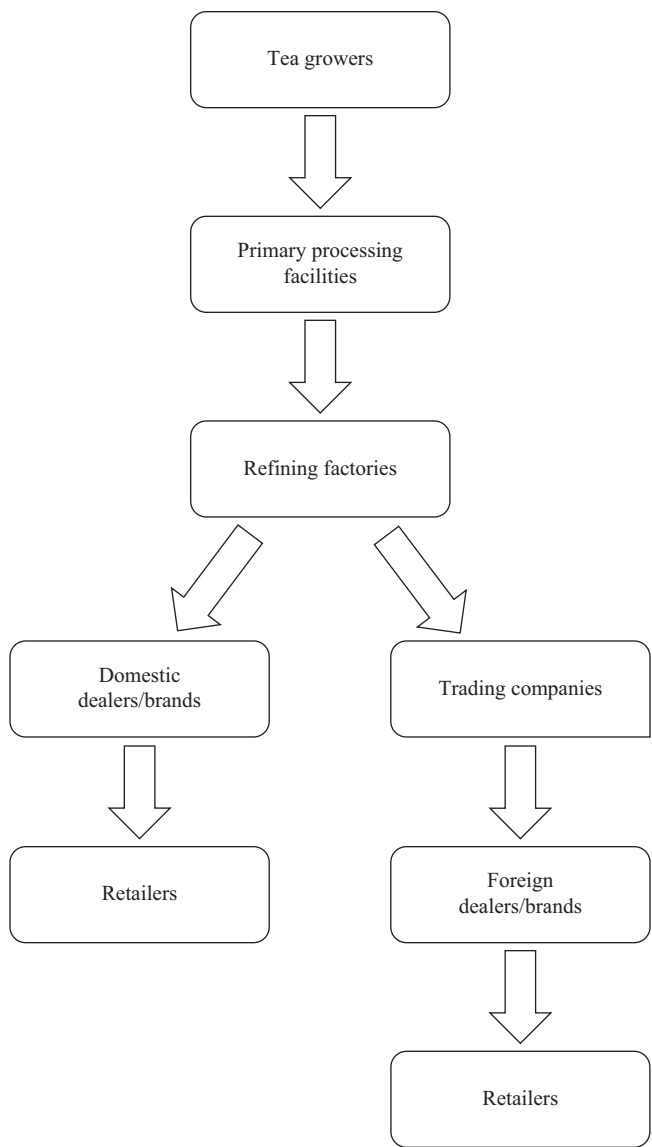 Tea growers
Primary processing
facilities
Refining factories
Domestic
dealers/brands
Trading companies
Retailers
Foreign
dealers/brands
Retailers